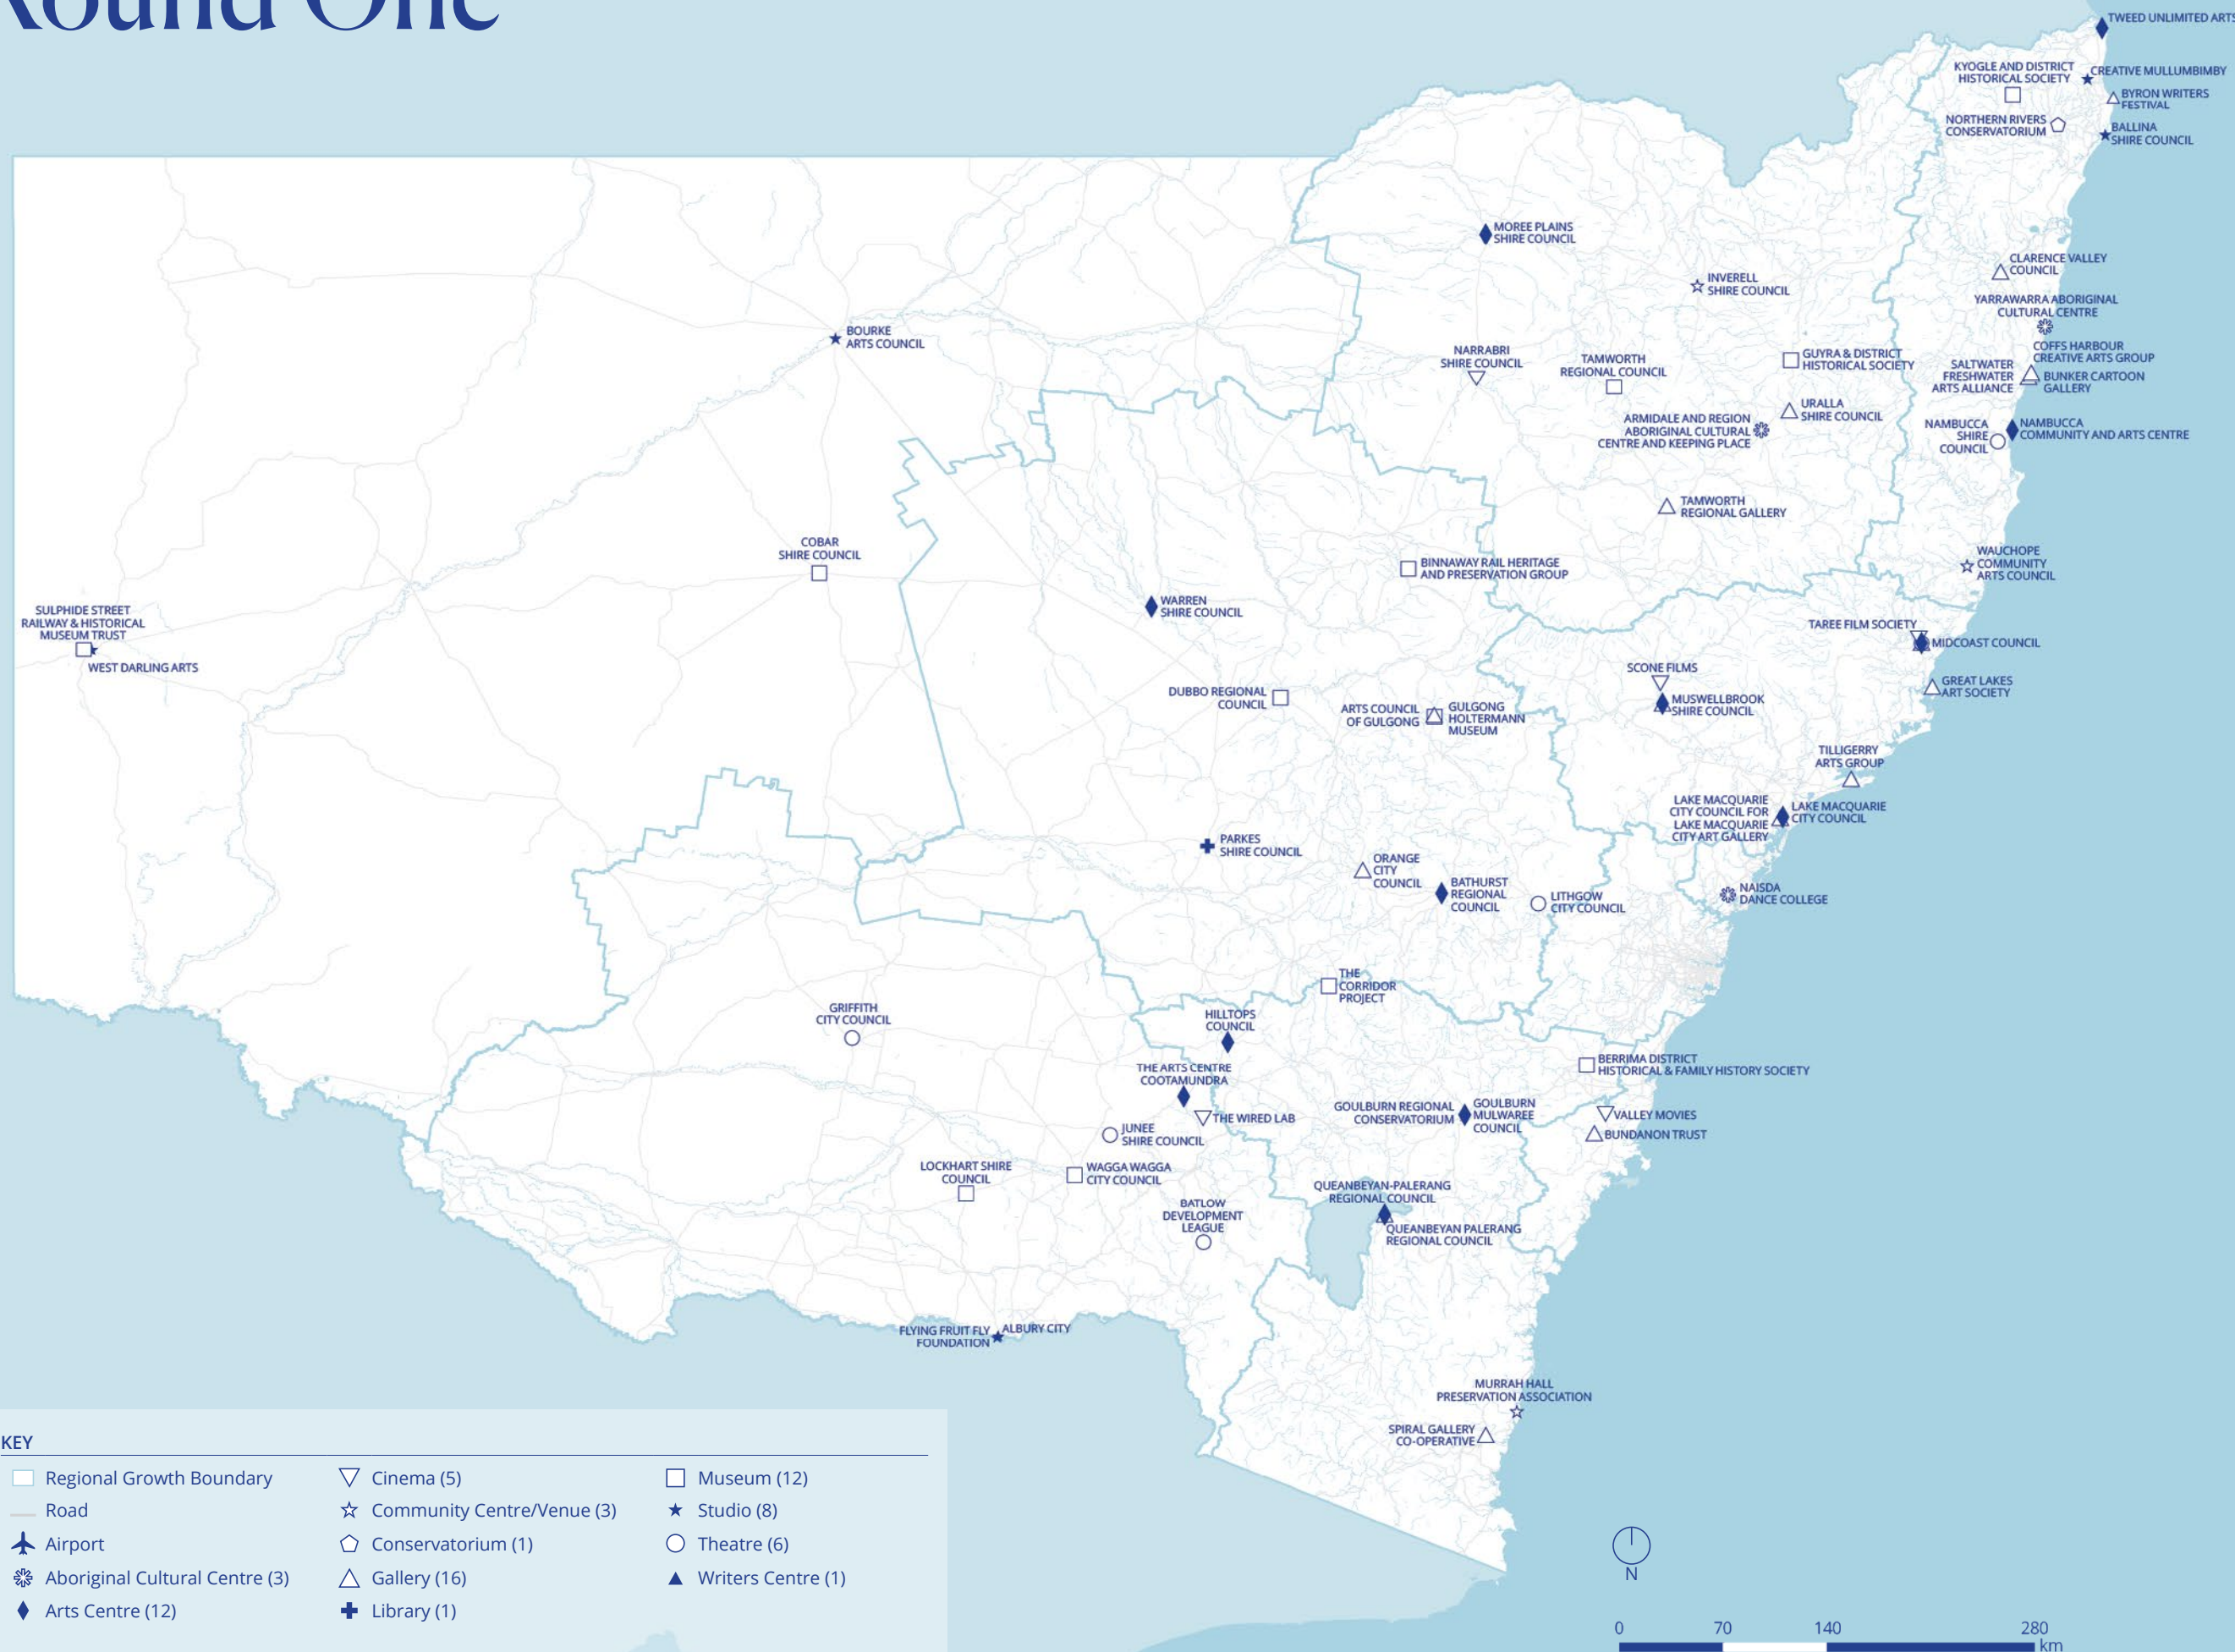 Round One
TWEED UNLIMITED ARTS
KYOGLE AND DISTRICT
HISTORICAL SOCIETY
CREATIVE MULLUMBIMBY
BYRON WRITERS
FESTIVAL
NORTHERN RIVERS
CONSERVATORIUM
BALLINA
SHIRE COUNCIL
MOREE PLAINS
SHIRE COUNCIL
CLARENCE VALLEY
COUNCIL
INVERELL
SHIRE COUNCIL
YARRAWARRA ABORIGINAL
CULTURAL CENTRE
BOURKE
ARTS COUNCIL
NARRABRI
SHIRE COUNCIL
TAMWORTH
REGIONAL COUNCIL
GUYRA & DISTRICT
HISTORICAL SOCIETY
COFFS HARBOUR
CREATIVE ARTS GROUP
SALTWATER
FRESHWATER
ARTS ALLIANCE
BUNKER CARTOON
GALLERY
URALLA
SHIRE COUNCIL
ARMIDALE AND REGION
ABORIGINAL CULTURAL
CENTRE AND KEEPING PLACE
NAMBUCCA
SHIRE
COUNCIL
NAMBUCCA
COMMUNITY AND ARTS CENTRE
TAMWORTH
REGIONAL GALLERY
COBAR
SHIRE COUNCIL
BINNAWAY RAIL HERITAGE
AND PRESERVATION GROUP
WAUCHOPE
COMMUNITY
ARTS COUNCIL
SULPHIDE STREET
RAILWAY & HISTORICAL
MUSEUM TRUST
WEST DARLING ARTS
WARREN
SHIRE COUNCIL
TAREE FILM SOCIETY
MIDCOAST COUNCIL
SCONE FILMS
GREAT LAKES
ART SOCIETY
DUBBO REGIONAL
COUNCIL
ARTS COUNCIL
OF GULGONG
GULGONG
HOLTERMANN
MUSEUM
MUSWELLBROOK
SHIRE COUNCIL
TILLIGERRY
ARTS GROUP
LAKE MACQUARIE
CITY COUNCIL FOR
LAKE MACQUARIE
CITY ART GALLERY
LAKE MACQUARIE
CITY COUNCIL
PARKES
SHIRE COUNCIL
ORANGE
CITY
COUNCIL
BATHURST
REGIONAL
COUNCIL
LITHGOW
CITY COUNCIL
NAISDA
DANCE COLLEGE
THE
CORRIDOR
PROJECT
GRIFFITH
CITY COUNCIL
HILLTOPS
COUNCIL
BERRIMA DISTRICT
HISTORICAL & FAMILY HISTORY SOCIETY
THE ARTS CENTRE
COOTAMUNDRA
THE WIRED LAB
GOULBURN REGIONAL
CONSERVATORIUM
GOULBURN
MULWAREE
COUNCIL
VALLEY MOVIES
BUNDANON TRUST
JUNEE
SHIRE COUNCIL
LOCKHART SHIRE
COUNCIL
WAGGA WAGGA
CITY COUNCIL
QUEANBEYAN-PALERANG
REGIONAL COUNCIL
BATLOW
DEVELOPMENT
LEAGUE
QUEANBEYAN PALERANG
REGIONAL COUNCIL
FLYING FRUIT FLY
FOUNDATION
ALBURY CITY
MURRAH HALL
PRESERVATION ASSOCIATION
SPIRAL GALLERY
CO-OPERATIVE
KEY
Regional Growth Boundary
Road
Airport
Aboriginal Cultural Centre (3)
Arts Centre (12)
Cinema (5)
Community Centre/Venue (3)
Conservatorium (1)
Gallery (16)
Library (1)
Museum (12)
Studio (8)
Theatre (6)
Writers Centre (1)
N
0 70 140 280
km